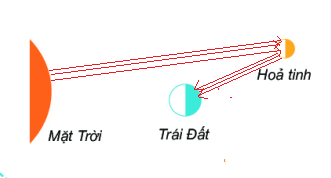 Hoả tinh
Trái Đất
Mặt Trời